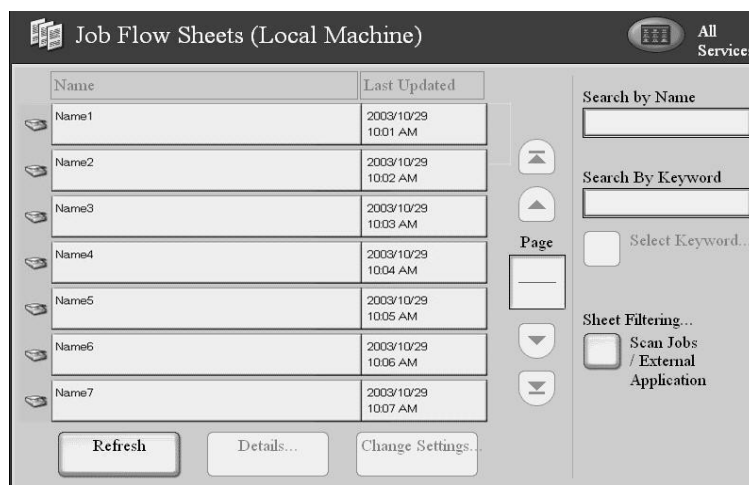 Job Flow Sheets (Local Machine)
All
Services
Name
Last Updated
Name1
2003/10/29
10:01 AM
Name2
2003/10/29
10:02 AM
Name3
2003/10/29
10:03 AM
Name4
2003/10/29
10:04 AM
Name5
2003/10/29
10:05 AM
Name6
2003/10/29
10:06 AM
Name7
2003/10/29
10:07 AM
Refresh
Details...
Change Settings...
Page
Search by Name
Search By Keyword
Select Keyword...
Sheet Filtering...
Scan Jobs
/ External
Application